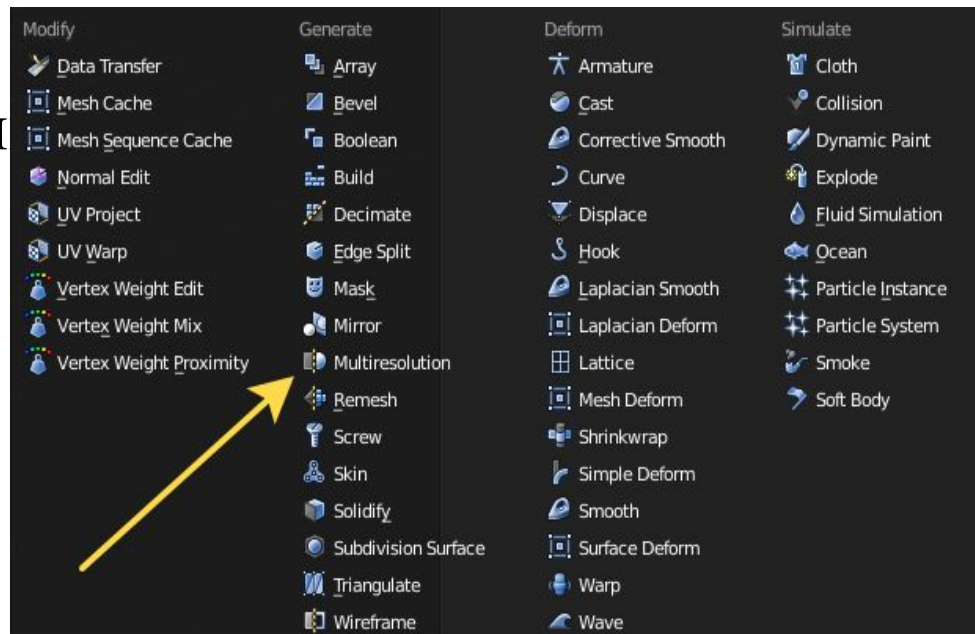 Modify
Data Transfer
Mesh Cache
Mesh Sequence Cache
Normal Edit
UV Project
UV Warp
Vertex Weight Edit
Vertex Weight Mix
Vertex Weight Proximity
Generate
Array
Bevel
Boolean
Build
Decimate
Edge Split
Mask
Mirror
Multiresolution
Remesh
Screw
Skin
Solidify
Subdivision Surface
Triangulate
Wireframe
Deform
Armature
Cast
Corrective Smooth
Curve
Displace
Hook
Laplacian Smooth
Laplacian Deform
Lattice
Mesh Deform
Shrinkwrap
Simple Deform
Smooth
Surface Deform
Warp
Wave
Simulate
Cloth
Collision
Dynamic Paint
Explode
Fluid Simulation
Ocean
Particle Instance
Particle System
Smoke
Soft Body